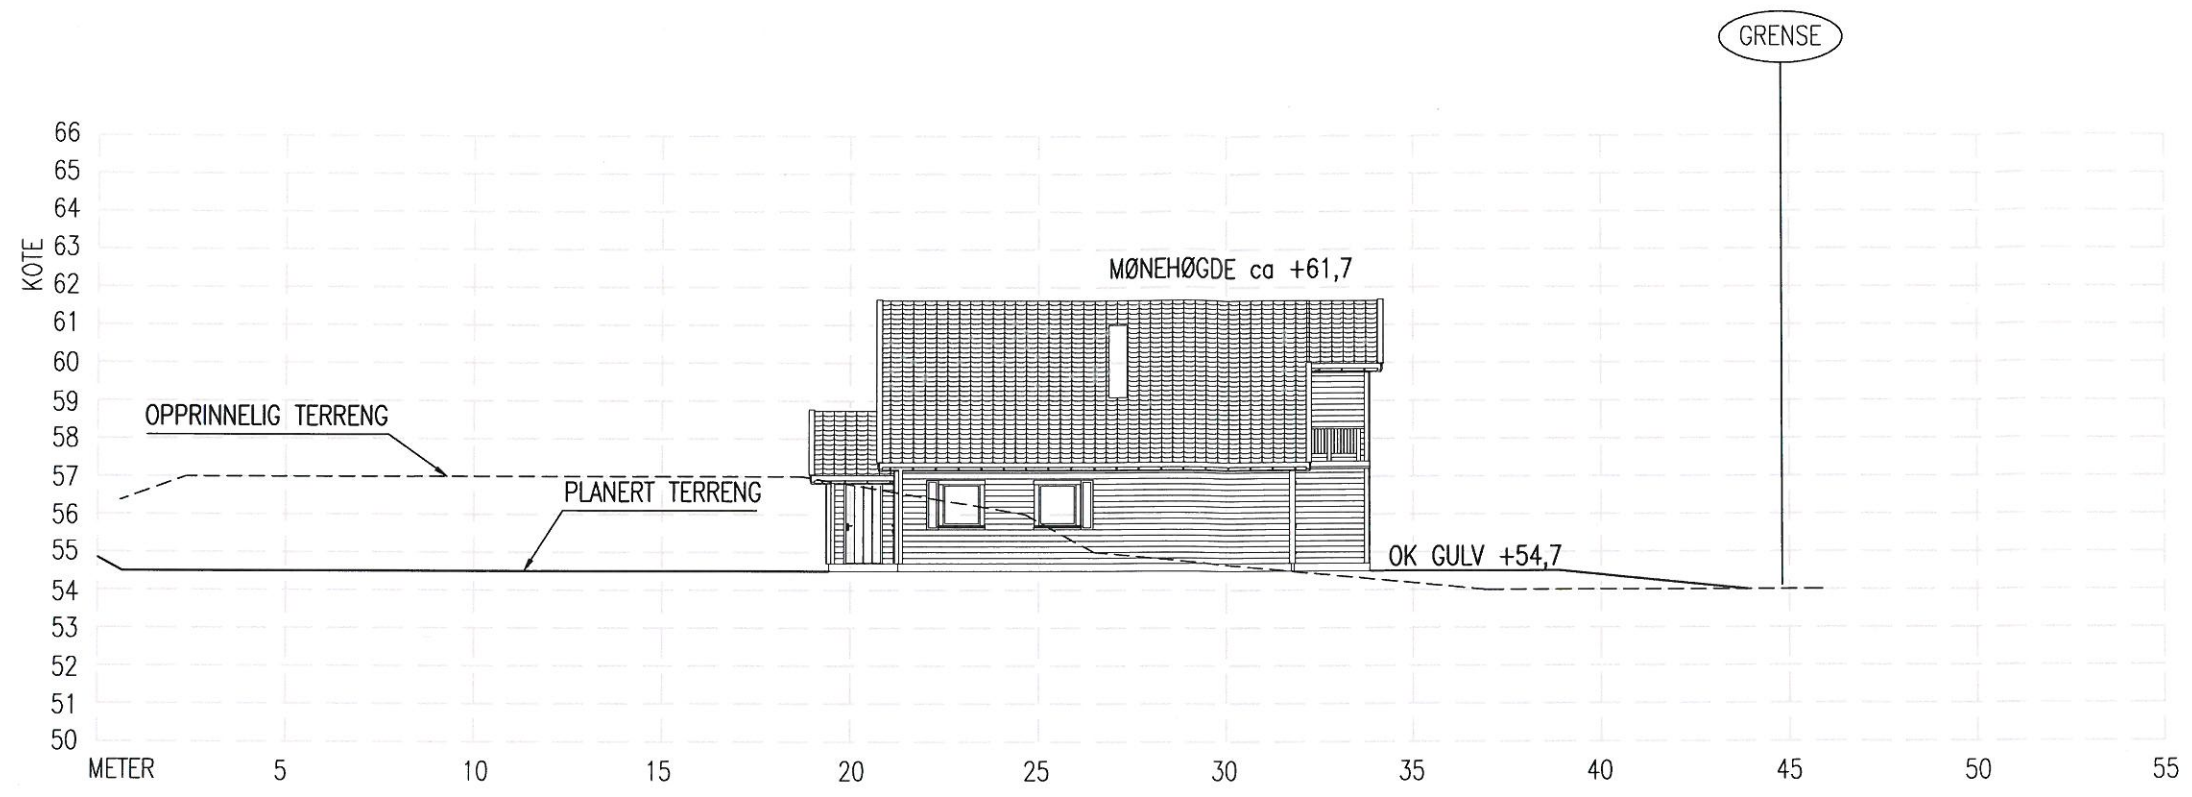 GRENSE
66
65
64
63
62
61
60
59
58
57
56
55
54
53
52
51
50
KOTE
MØNEHØGDE ca +61,7
OPPRINNELIG TERRENG
PLANERT TERRENG
OK GULV +54,7
METER 5 10 15 20 25 30 35 40 45 50 55